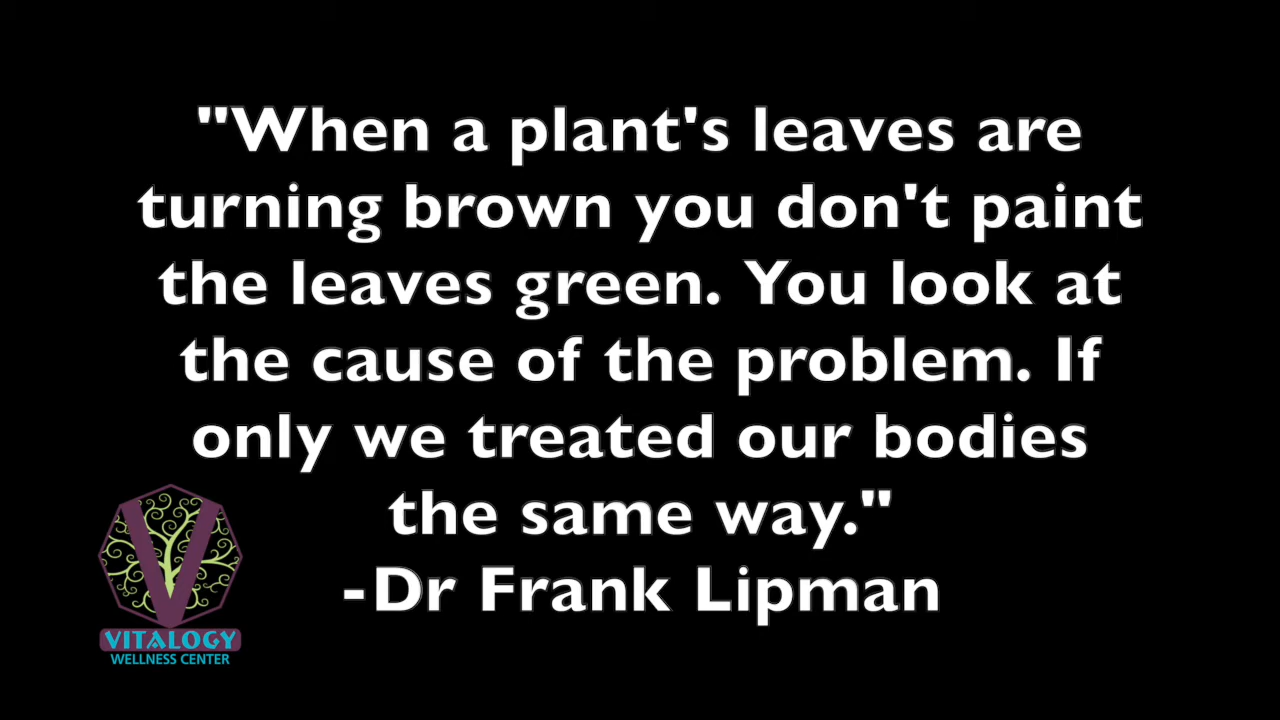 "When a plant's leaves are
turning brown you don't paint
the leaves green. You look at
the cause of the problem. If
only we treated our bodies
the same way."
-Dr Frank Lipman
V
VITALOGY
WELLNESS CENTER